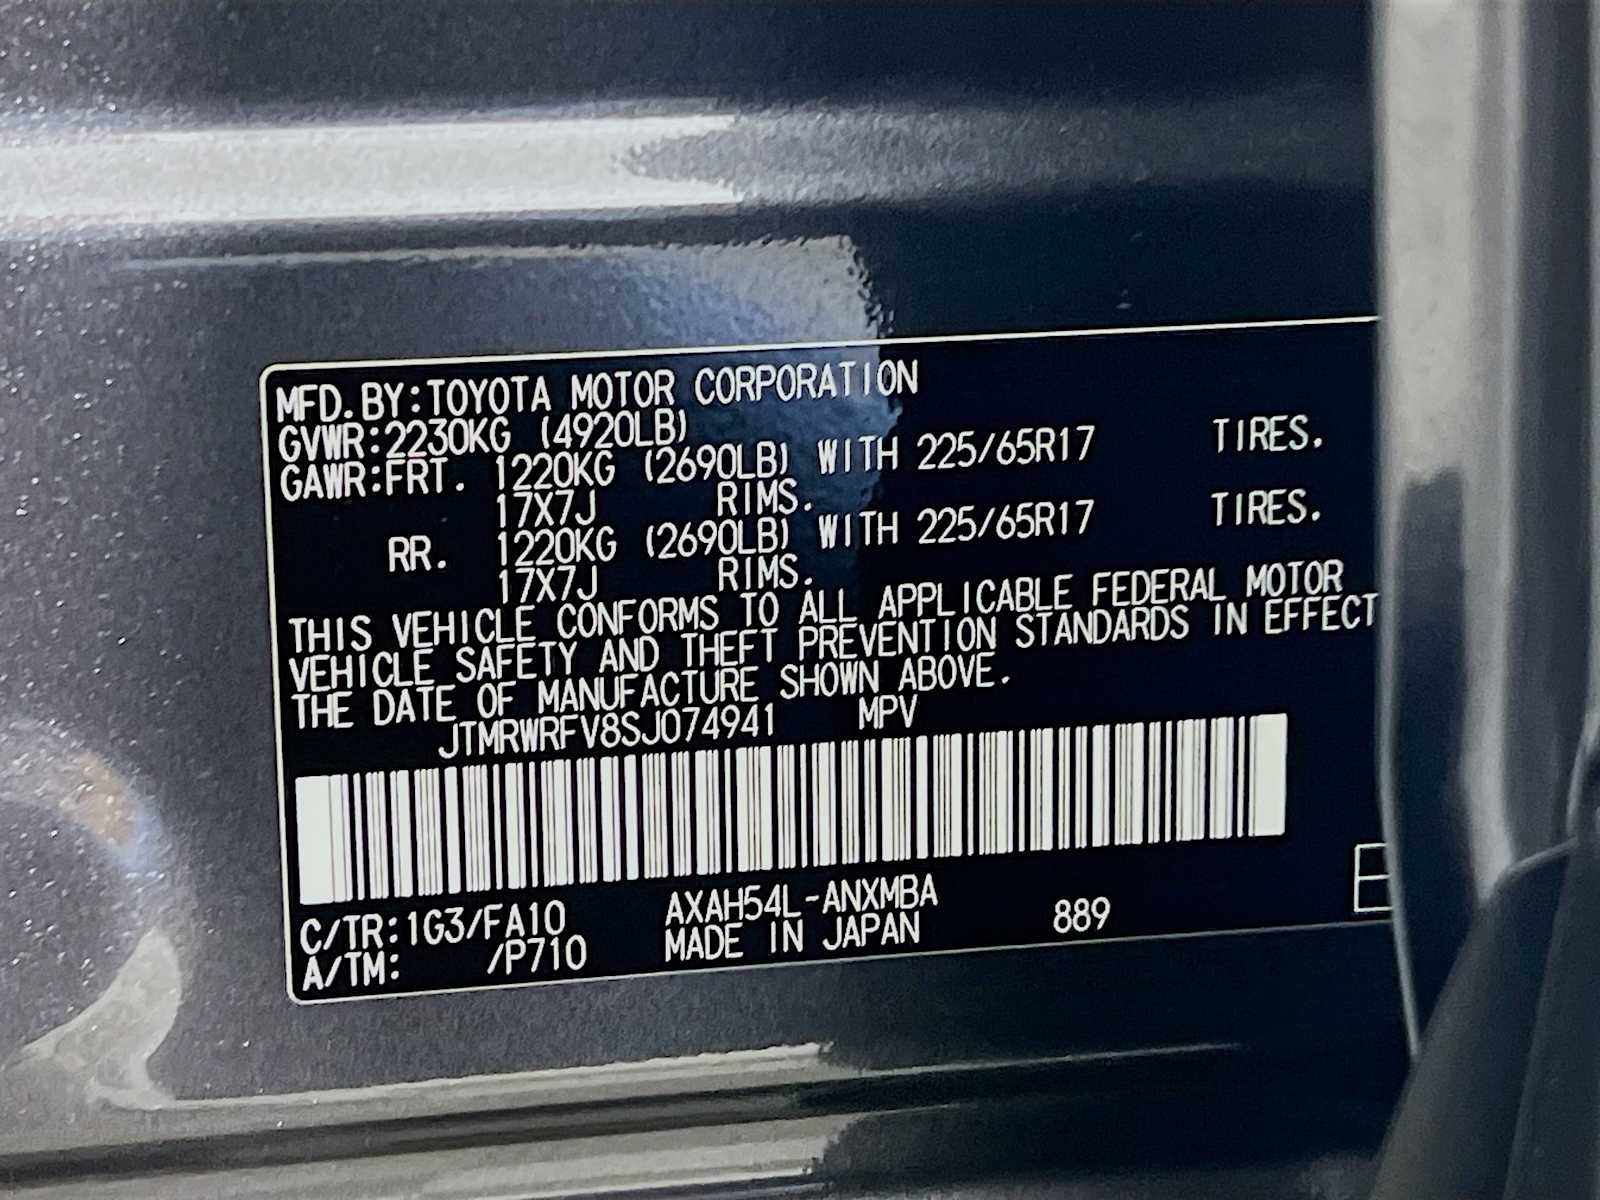 MFD.BY:TOYOTA MOTOR CORPORATION
GVWR:2230KG (4920LB)
GAWR:FRT. 1220KG (2690LB) WITH 225/65R17 TIRES.
17X7J RIMS.
RR. 1220KG (2690LB) WITH 225/65R17 TIRES.
17X7J RIMS.
THIS VEHICLE CONFORMS TO ALL APPLICABLE FEDERAL MOTOR
VEHICLE SAFETY AND THEFT PREVENTION STANDARDS IN EFFECT
THE DATE OF MANUFACTURE SHOWN ABOVE.
JTMRWRFV8SJ074941 MPV
C/TR:1G3/FA10 AXAH54L-ANXMBA
A/TM: /P710 MADE IN JAPAN 889